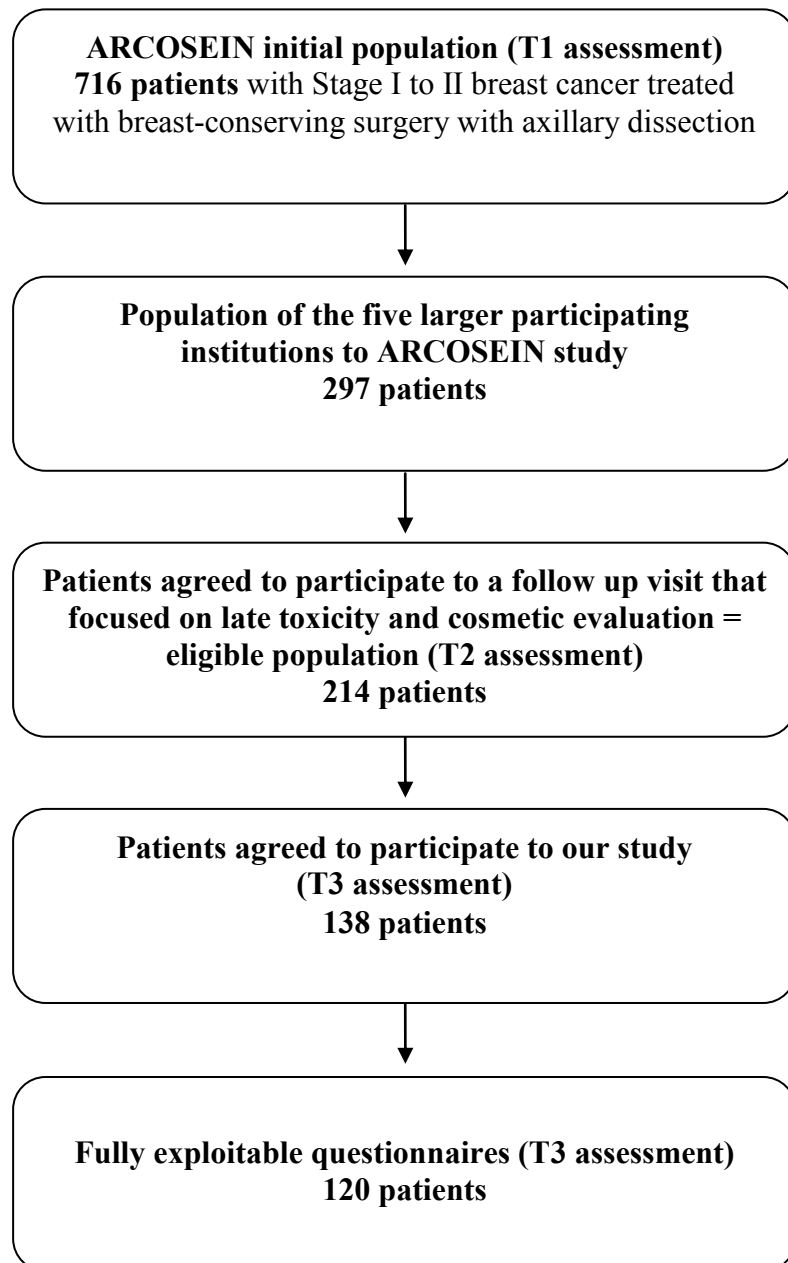 ARCOSEIN initial population (T1 assessment)
716 patients with Stage I to II breast cancer treated
with breast-conserving surgery with axillary dissection
Population of the five larger participating
institutions to ARCOSEIN study
297 patients
Patients agreed to participate to a follow up visit that
focused on late toxicity and cosmetic evaluation =
eligible population (T2 assessment)
214 patients
Patients agreed to participate to our study
(T3 assessment)
138 patients
Fully exploitable questionnaires (T3 assessment)
120 patients